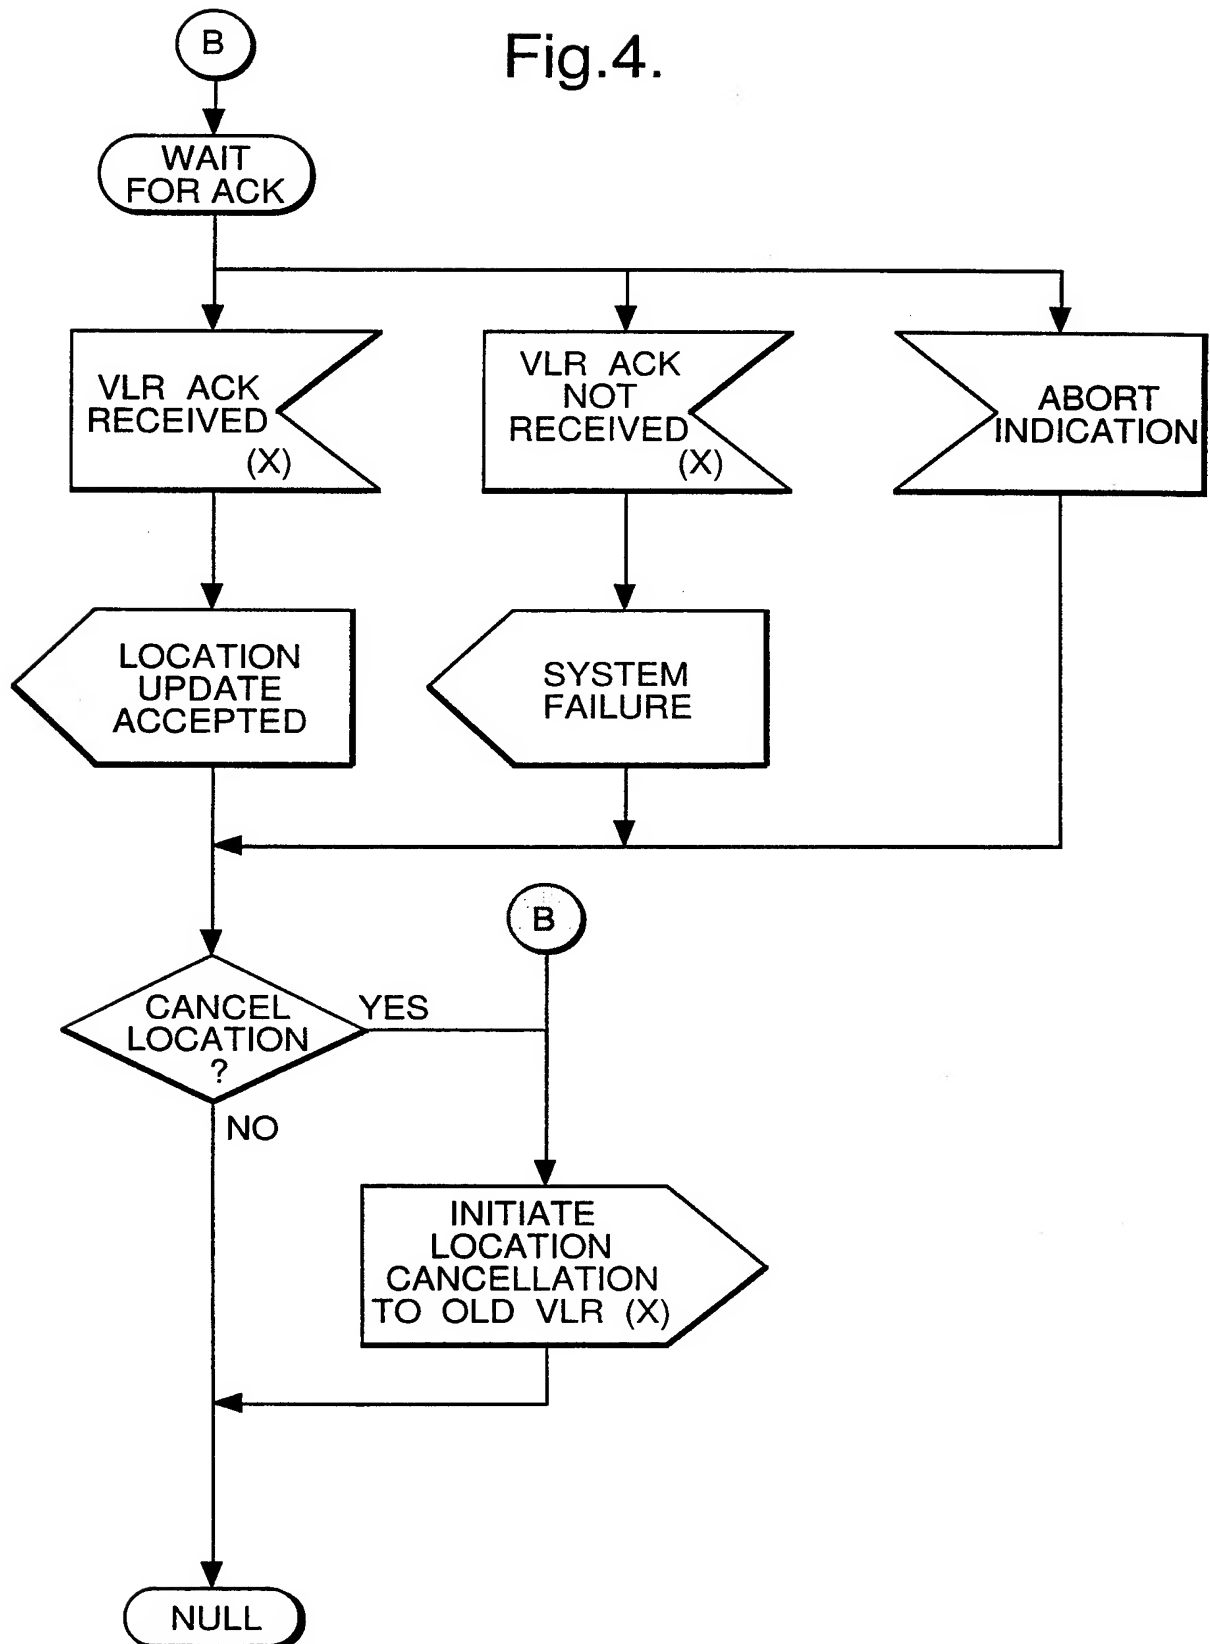 B
Fig.4.
WAIT
FOR ACK
VLR ACK
RECEIVED
(X)
VLR ACK
NOT
RECEIVED
(X)
ABORT
INDICATION
LOCATION
UPDATE
ACCEPTED
SYSTEM
FAILURE
B
CANCEL
LOCATION
?
YES
NO
INITIATE
LOCATION
CANCELLATION
TO OLD VLR (X)
NULL